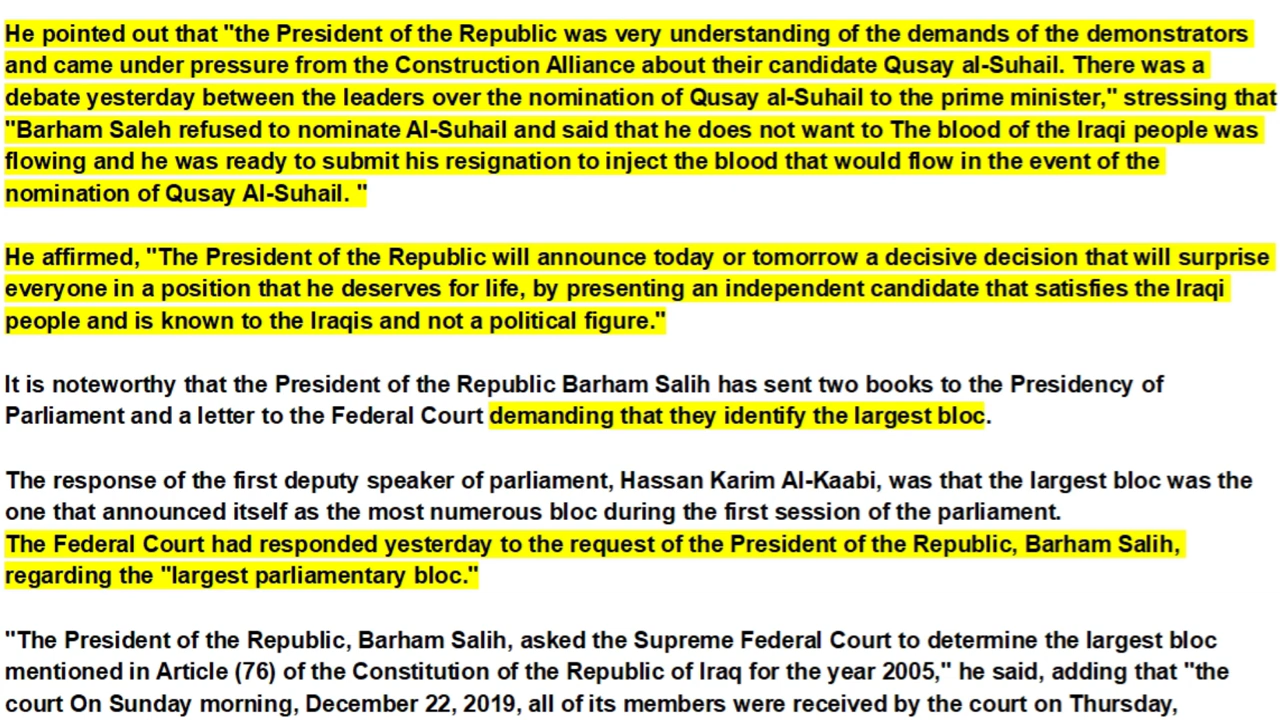 He pointed out that "the President of the Republic was very understanding of the demands of the demonstrators
and came under pressure from the Construction Alliance about their candidate Qusay al-Suhail. There was a
debate yesterday between the leaders over the nomination of Qusay al-Suhail to the prime minister," stressing that
"Barham Saleh refused to nominate Al-Suhail and said that he does not want to The blood of the Iraqi people was
flowing and he was ready to submit his resignation to inject the blood that would flow in the event of the
nomination of Qusay Al-Suhail. "
He affirmed, "The President of the Republic will announce today or tomorrow a decisive decision that will surprise
everyone in a position that he deserves for life, by presenting an independent candidate that satisfies the Iraqi
people and is known to the Iraqis and not a political figure."
It is noteworthy that the President of the Republic Barham Salih has sent two books to the Presidency of
Parliament and a letter to the Federal Court demanding that they identify the largest bloc.
The response of the first deputy speaker of parliament, Hassan Karim Al-Kaabi, was that the largest bloc was the
one that announced itself as the most numerous bloc during the first session of the parliament.
The Federal Court had responded yesterday to the request of the President of the Republic, Barham Salih,
regarding the "largest parliamentary bloc."
"The President of the Republic, Barham Salih, asked the Supreme Federal Court to determine the largest bloc
mentioned in Article (76) of the Constitution of the Republic of Iraq for the year 2005," he said, adding that "the
court On Sunday morning, December 22, 2019, all of its members were received by the court on Thursday,